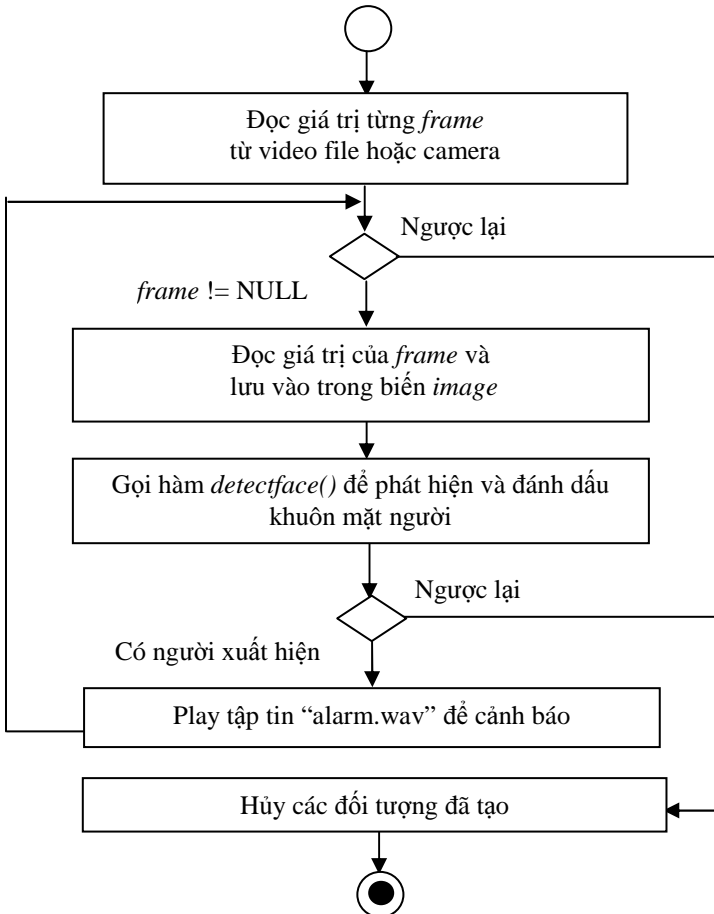 Đọc giá trị từng frame
từ video file hoặc camera
Ngược lại
frame != NULL
Đọc giá trị của frame và
lưu vào trong biến image
Gọi hàm detectface() để phát hiện và đánh dấu
khuôn mặt người
Ngược lại
Có người xuất hiện
Play tập tin “alarm.wav” để cảnh báo
Hủy các đối tượng đã tạo